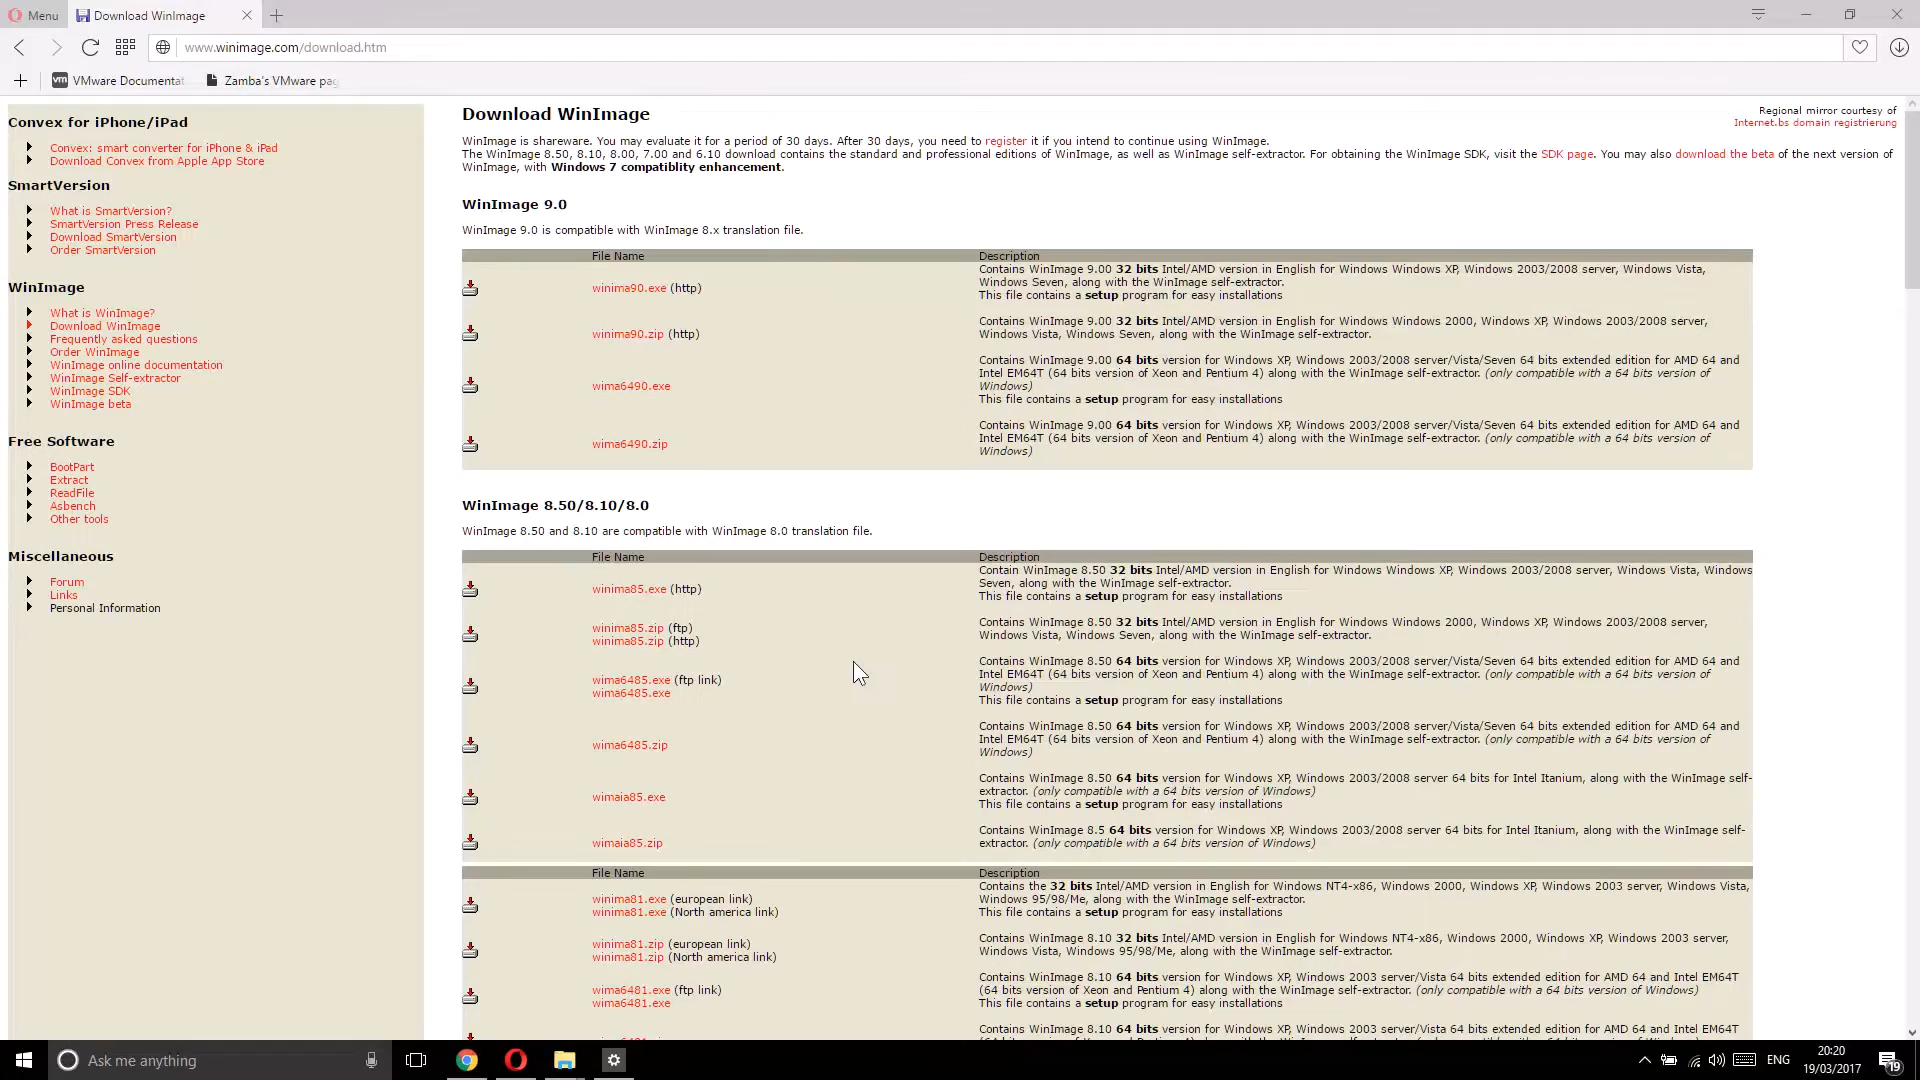 Menu
Download WinImage
www.winimage.com/download.htm
VMware Documentat
Zamba's VMware pag
Convex for iPhone/iPad
Convex: smart converter for iPhone & iPad
Download Convex from Apple App Store
SmartVersion
What is SmartVersion?
SmartVersion Press Release
Download SmartVersion
Order SmartVersion
WinImage
What is WinImage?
Download WinImage
Frequently asked questions
Order WinImage
WinImage online documentation
WinImage Self-extractor
WinImage SDK
WinImage beta
Free Software
BootPart
Extract
ReadFile
Asbench
Other tools
Miscellaneous
Forum
Links
Personal Information
Download WinImage
Regional mirror courtesy of
Internet.bs domain registrierung
WinImage is shareware. You may evaluate it for a period of 30 days. After 30 days, you need to register it if you intend to continue using WinImage.
The WinImage 8.50, 8.10, 8.00, 7.00 and 6.10 download contains the standard and professional editions of WinImage, as well as WinImage self-extractor. For obtaining the WinImage SDK, visit the SDK page. You may also download the beta of the next version of
WinImage, with Windows 7 compatiblity enhancement.
WinImage 9.0
WinImage 9.0 is compatible with WinImage 8.x translation file.
File Name Description
Contains WinImage 9.00 32 bits Intel/AMD version in English for Windows Windows XP, Windows 2003/2008 server, Windows Vista,
winima90.exe (http) Windows Seven, along with the WinImage self-extractor.
This file contains a setup program for easy installations
Contains WinImage 9.00 32 bits Intel/AMD version in English for Windows 2000, Windows XP, Windows 2003/2008 server,
winima90.zip (http) Windows Vista, Windows Seven, along with the WinImage self-extractor.
Contains WinImage 9.00 64 bits version for Windows XP, Windows 2003/2008 server/Vista/Seven 64 bits extended edition for AMD 64 and
Intel EM64T (64 bits version of Xeon and Pentium 4) along with the WinImage self-extractor. (only compatible with a 64 bits version of
wima6490.exe Windows)
This file contains a setup program for easy installations
Contains WinImage 9.00 64 bits version for Windows XP, Windows 2003/2008 server/Vista/Seven 64 bits extended edition for AMD 64 and
wima6490.zip Intel EM64T (64 bits version of Xeon and Pentium 4) along with the WinImage self-extractor. (only compatible with a 64 bits version of
Windows)
WinImage 8.50/8.10/8.0
WinImage 8.50 and 8.10 are compatible with WinImage 8.0 translation file.
File Name Description
Contain WinImage 8.50 32 bits Intel/AMD version in English for Windows Windows XP, Windows 2003/2008 server, Windows Vista, Windows
winima85.exe (http) Seven, along with the WinImage self-extractor.
This file contains a setup program for easy installations
winima85.zip (ftp) Contains WinImage 8.50 32 bits Intel/AMD version in English for Windows 2000, Windows XP, Windows 2003/2008 server,
winima85.zip (http) Windows Vista, Windows Seven, along with the WinImage self-extractor.
Contains WinImage 8.50 64 bits version for Windows XP, Windows 2003/2008 server/Vista/Seven 64 bits extended edition for AMD 64 and
wima6485.exe (ftp link) Intel EM64T (64 bits version of Xeon and Pentium 4) along with the WinImage self-extractor. (only compatible with a 64 bits version of
wima6485.exe Windows)
This file contains a setup program for easy installations
Contains WinImage 8.50 64 bits version for Windows XP, Windows 2003/2008 server/Vista/Seven 64 bits extended edition for AMD 64 and
wima6485.zip Intel EM64T (64 bits version of Xeon and Pentium 4) along with the WinImage self-extractor. (only compatible with a 64 bits version of
Windows)
Contains WinImage 8.50 64 bits version for Windows XP, Windows 2003/2008 server 64 bits for Intel Itanium, along with the WinImage self-
wimaia85.exe extractor. (only compatible with a 64 bits version of Windows)
This file contains a setup program for easy installations
Contains WinImage 8.5 64 bits version for Windows XP, Windows 2003/2008 server 64 bits for Intel Itanium, along with the WinImage self-
wimaia85.zip extractor. (only compatible with a 64 bits version of Windows)
File Name Description
Contains the 32 bits Intel/AMD version in English for Windows NT4-x86, Windows 2000, Windows XP, Windows 2003 server, Windows Vista,
winima81.exe (european link) Windows 95/98/Me, along with the WinImage self-extractor.
winima81.exe (North america link) This file contains a setup program for easy installations
winima81.zip (european link) Contains WinImage 8.10 32 bits Intel/AMD version in English for Windows NT4-x86, Windows 2000, Windows XP, Windows 2003 server,
winima81.zip (North america link) Windows Vista, Windows 95/98/Me, along with the WinImage self-extractor.
Contains WinImage 8.10 64 bits version for Windows XP, Windows 2003 server/Vista 64 bits extended edition for AMD 64 and Intel EM64T
wima6481.exe (ftp link) (64 bits version of Xeon and Pentium 4) along with the WinImage self-extractor. (only compatible with a 64 bits version of Windows)
wima6481.exe This file contains a setup program for easy installations
Contains WinImage 8.10 64 bits version for Windows XP, Windows 2003 server/Vista 64 bits extended edition for AMD 64 and Intel EM64T
Ask me anything
ENG
20:20
19/03/2017
19